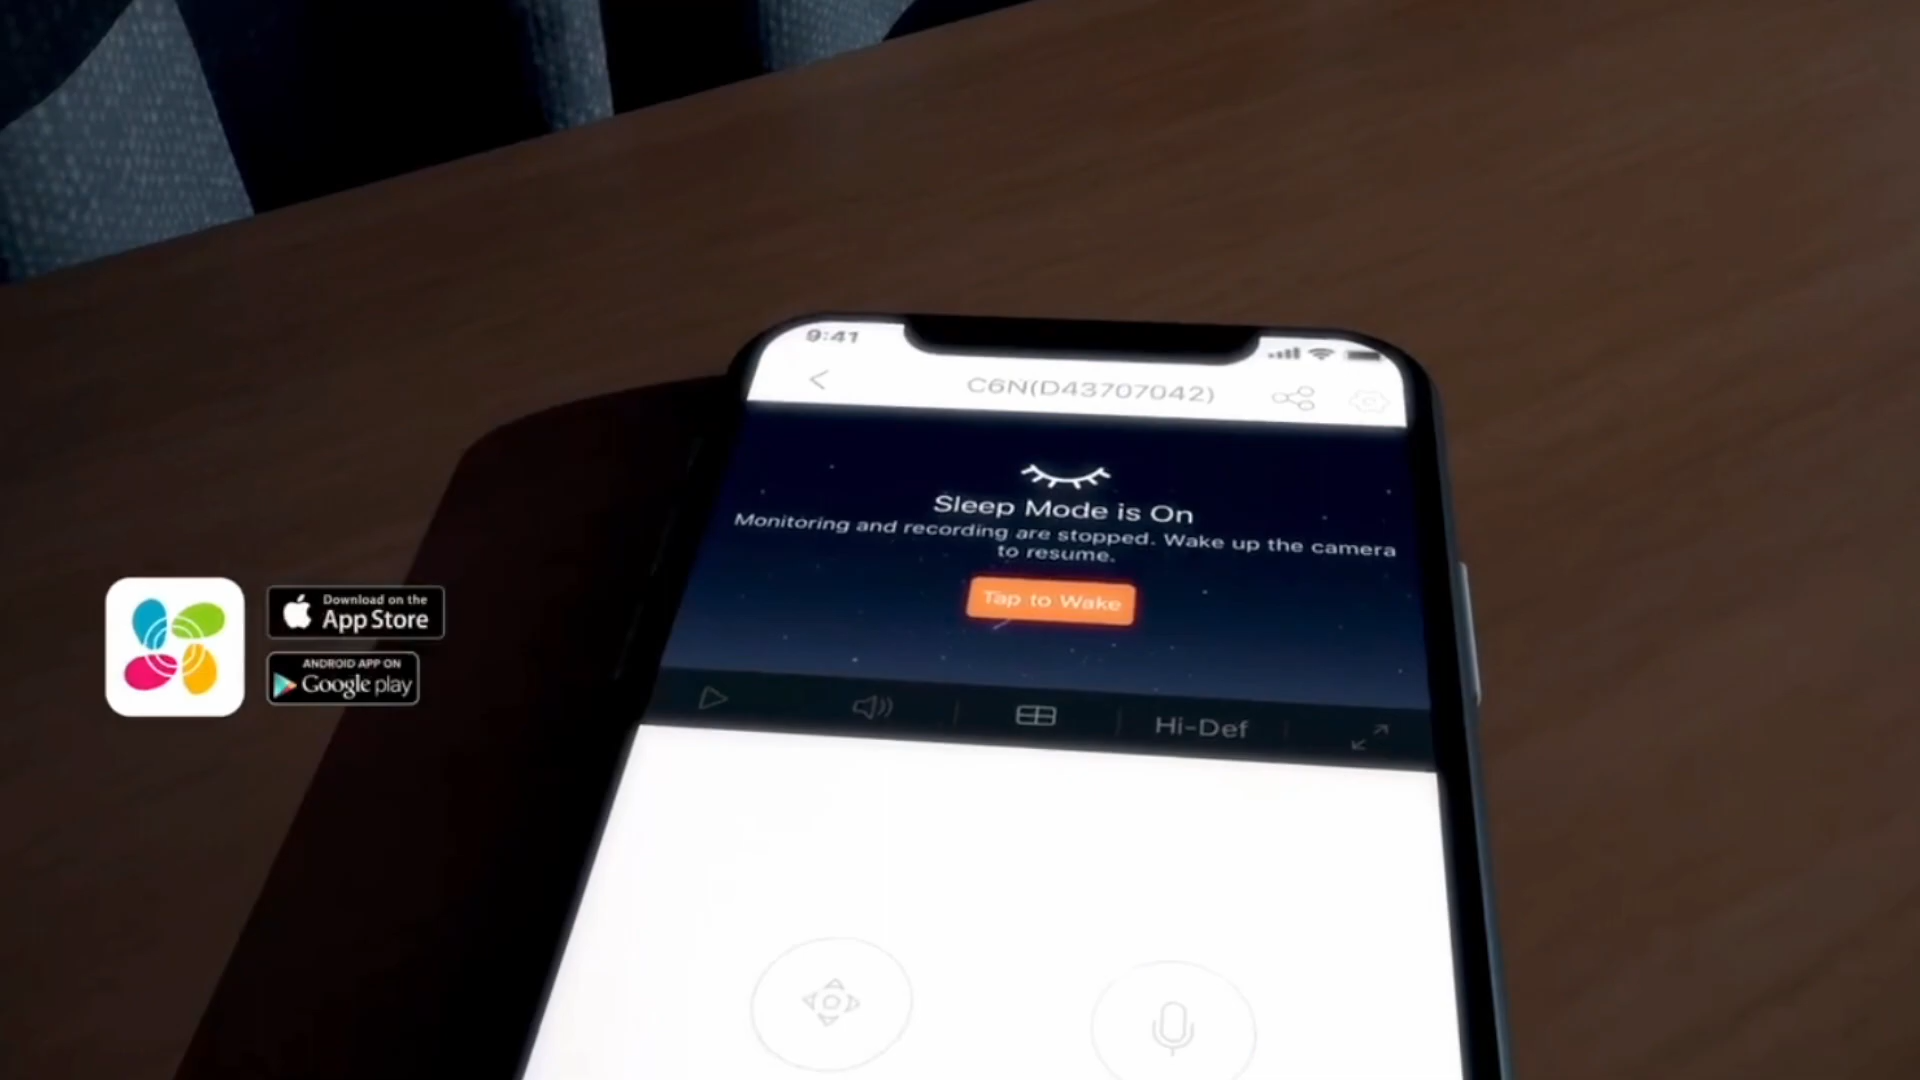 9:41
C6N(D43707042)
Sleep Mode is On
Monitoring and recording are stopped. Wake up the camera
to resume.
Tap to Wake
Hi-Def
Download on the
App Store
ANDROID APP ON
Google play